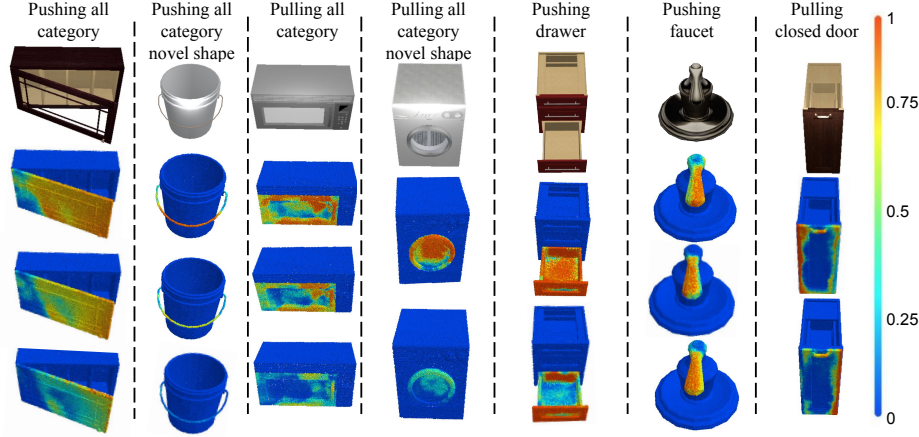 Pushing all
category
Pushing all
category
novel shape
Pulling all
category
Pulling all
category
novel shape
Pushing
drawer
Pushing
faucet
Pulling
closed door
1
0.75
0.5
0.25
0